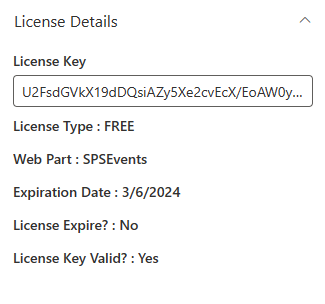 License Details
License Key
U2FsdGVkX19dDQsiAZy5Xe2cvEcX/EoAW0y...
License Type : FREE
Web Part : SPSEvents
Expiration Date : 3/6/2024
License Expire? : No
License Key Valid? : Yes